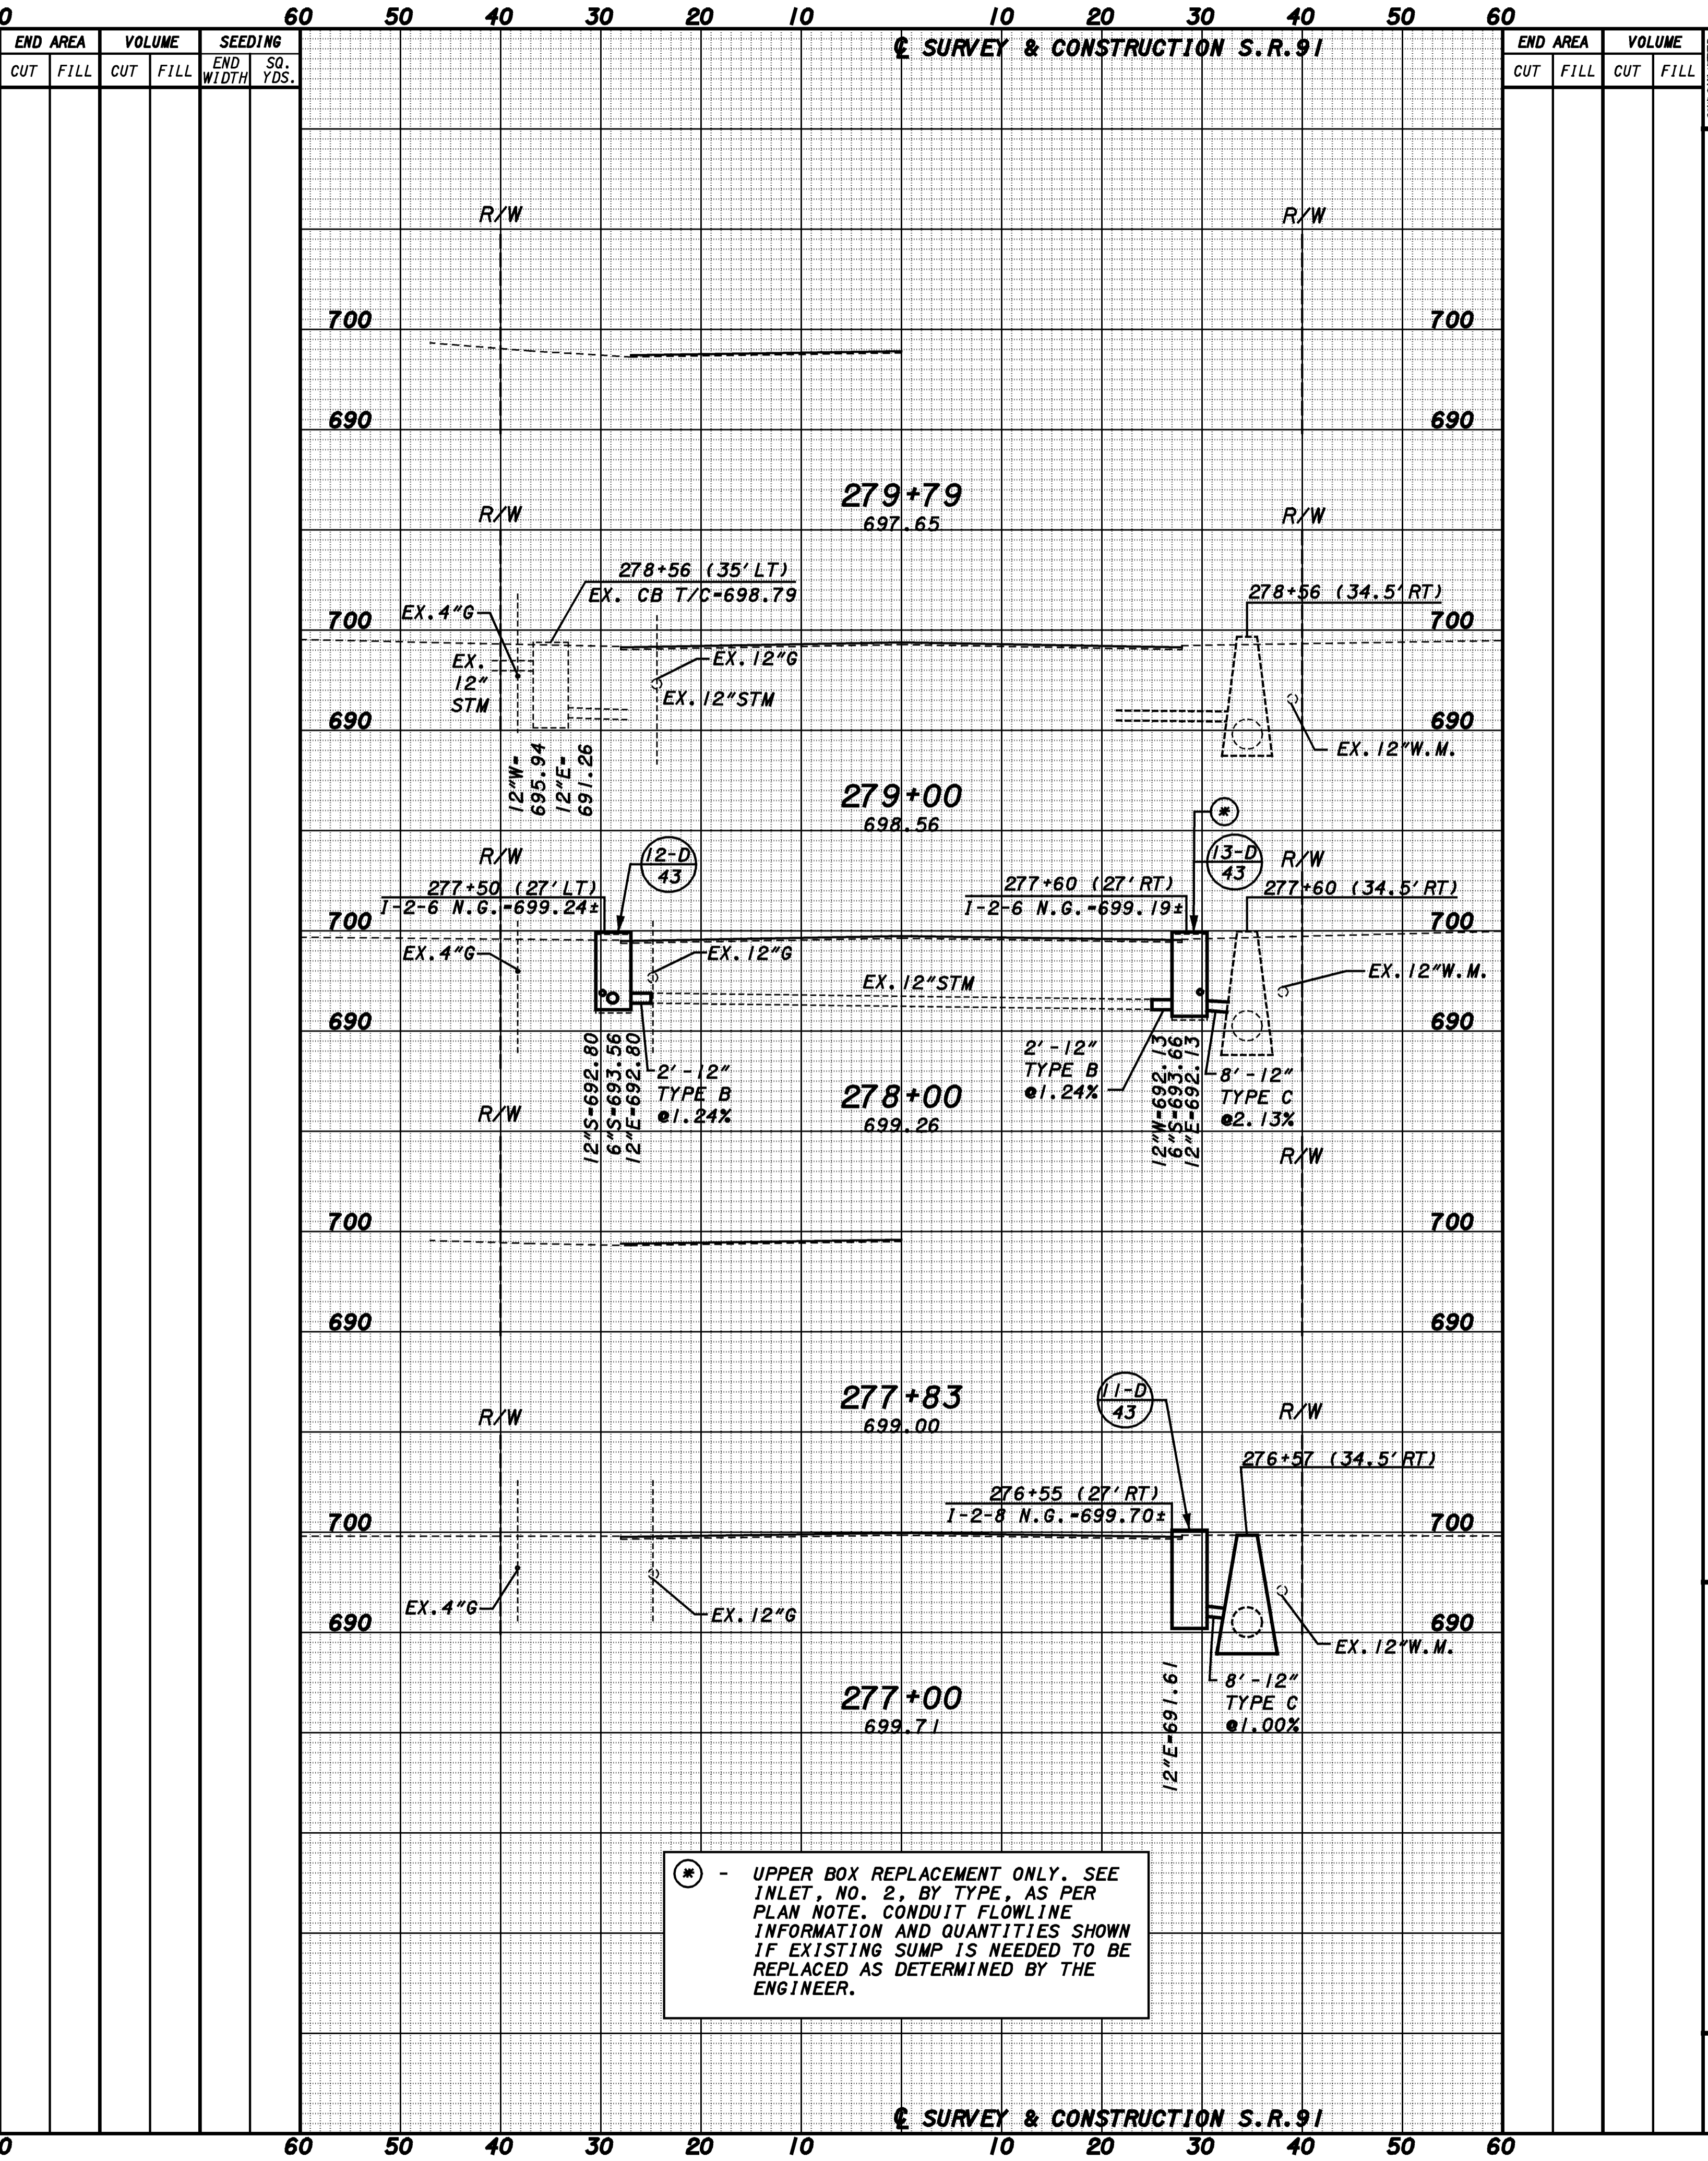 0 60 50 40 30 20 10 10 20 30 40 50 60
END AREA VOLUME SEEDING
CUT FILL CUT FILL END WIDTH SQ. YDS.
℄ SURVEY & CONSTRUCTION S.R.91
END AREA VOLUME
CUT FILL CUT FILL
R/W R/W
700 700
690 690
279+79
697.65
R/W R/W
278+56 (35' LT)
EX. CB T/C=698.79
278+56 (34.5' RT)
EX.4"G
700 700
EX.
12"
STM
EX.12"G
EX.12"STM
690 690
EX.12"W.M.
12"W=
695.94
12"E=
691.26
279+00
698.56
*
R/W R/W
12-D
43
13-D
43
277+50 (27' LT)
I-2-6 N.G.=699.24±
277+60 (27' RT)
I-2-6 N.G.=699.19±
277+60 (34.5' RT)
700 700
EX.4"G
EX.12"G
EX.12"STM
EX.12"W.M.
690 690
12"S=692.80
6"S=693.56
12"E=692.80
2'-12"
TYPE B
@1.24%
2'-12"
TYPE B
@1.24%
12"W=692.13
6"S=693.66
12"E=692.13
8'-12"
TYPE C
@2.13%
278+00
699.26
R/W R/W
700 700
690 690
277+83
699.00
11-D
43
R/W R/W
276+57 (34.5' RT)
276+55 (27' RT)
I-2-8 N.G.=699.70±
700 700
EX.4"G
EX.12"G
690 690
EX.12"W.M.
12"E=691.61
8'-12"
TYPE C
@1.00%
277+00
699.71
* - UPPER BOX REPLACEMENT ONLY. SEE
INLET, NO. 2, BY TYPE, AS PER
PLAN NOTE. CONDUIT FLOWLINE
INFORMATION AND QUANTITIES SHOWN
IF EXISTING SUMP IS NEEDED TO BE
REPLACED AS DETERMINED BY THE
ENGINEER.
℄ SURVEY & CONSTRUCTION S.R.91
0 60 50 40 30 20 10 10 20 30 40 50 60